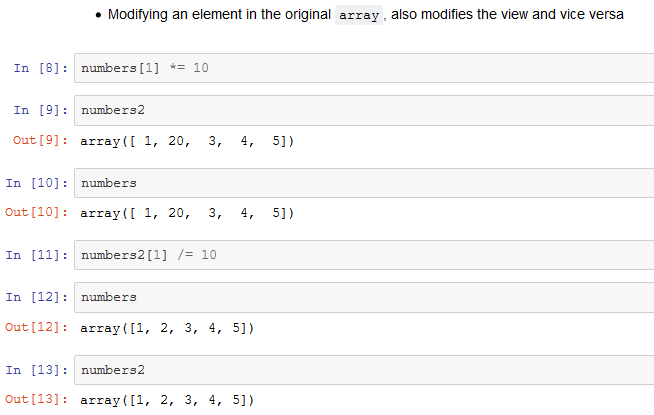 • Modifying an element in the original array, also modifies the view and vice versa
In [8]: numbers[1] *= 10
In [9]: numbers2
Out[9]: array([ 1, 20,  3,  4,  5])
In [10]: numbers
Out[10]: array([ 1, 20,  3,  4,  5])
In [11]: numbers2[1] /= 10
In [12]: numbers
Out[12]: array([1, 2, 3, 4, 5])
In [13]: numbers2
Out[13]: array([1, 2, 3, 4, 5])